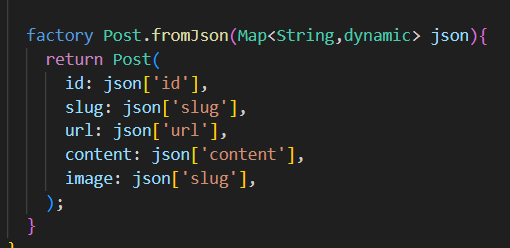 factory Post.fromJson(Map<String,dynamic> json){
return Post(
id: json['id'],
slug: json['slug'],
url: json['url'],
content: json['content'],
image: json['slug'],
);
}